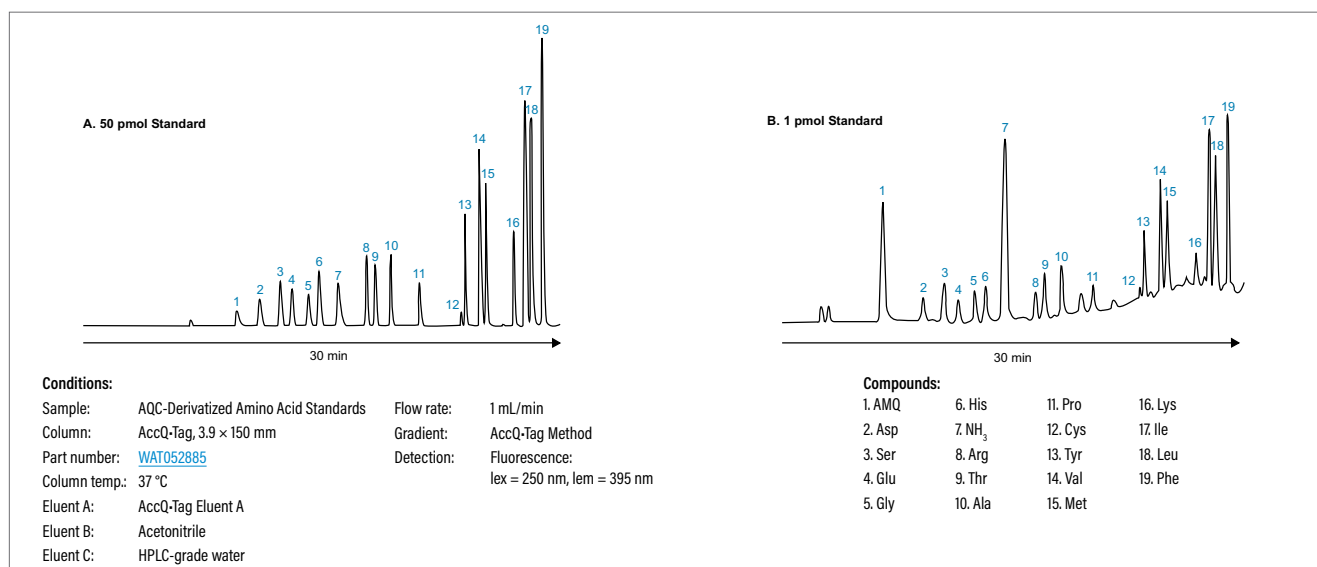 A. 50 pmol Standard
1
2
3
4
5
6
7
8
9
10
11
12
13
14
15
16
17
18
19
30 min
B. 1 pmol Standard
1
2
3
4
5
6
7
8
9
10
11
12
13
14
15
16
17
18
19
30 min
Conditions:
Sample: AQC-Derivatized Amino Acid Standards
Column: AccQ•Tag, 3.9 × 150 mm
Part number: WAT052885
Column temp.: 37 °C
Eluent A: AccQ•Tag Eluent A
Eluent B: Acetonitrile
Eluent C: HPLC-grade water
Flow rate: 1 mL/min
Gradient: AccQ•Tag Method
Detection: Fluorescence:
lex = 250 nm, lem = 395 nm
Compounds:
1. AMQ
2. Asp
3. Ser
4. Glu
5. Gly
6. His
7. NH₃
8. Arg
9. Thr
10. Ala
11. Pro
12. Cys
13. Tyr
14. Val
15. Met
16. Lys
17. Ile
18. Leu
19. Phe